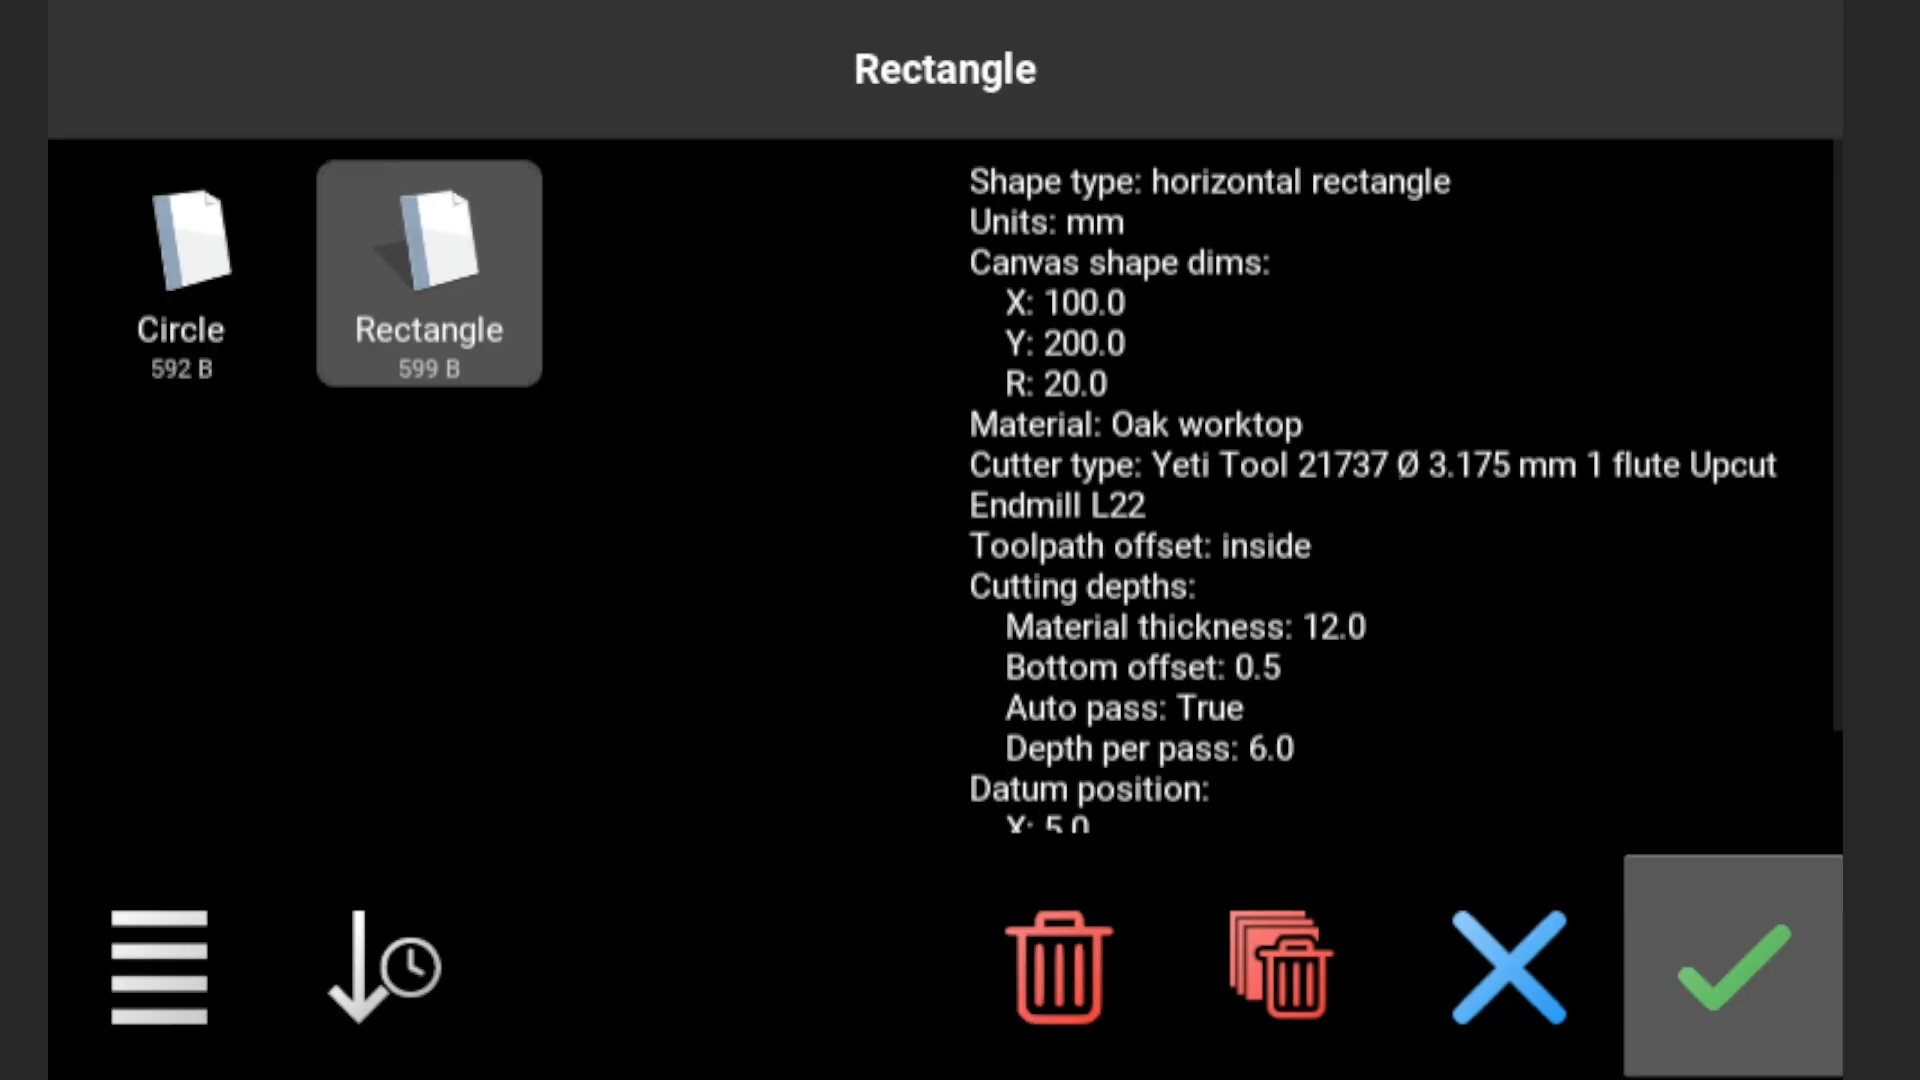 Rectangle
Circle
592 B
Rectangle
599 B
Shape type: horizontal rectangle
Units: mm
Canvas shape dims:
X: 100.0
Y: 200.0
R: 20.0
Material: Oak worktop
Cutter type: Yeti Tool 21737 Ø 3.175 mm 1 flute Upcut
Endmill L22
Toolpath offset: inside
Cutting depths:
Material thickness: 12.0
Bottom offset: 0.5
Auto pass: True
Depth per pass: 6.0
Datum position:
X: 5.0